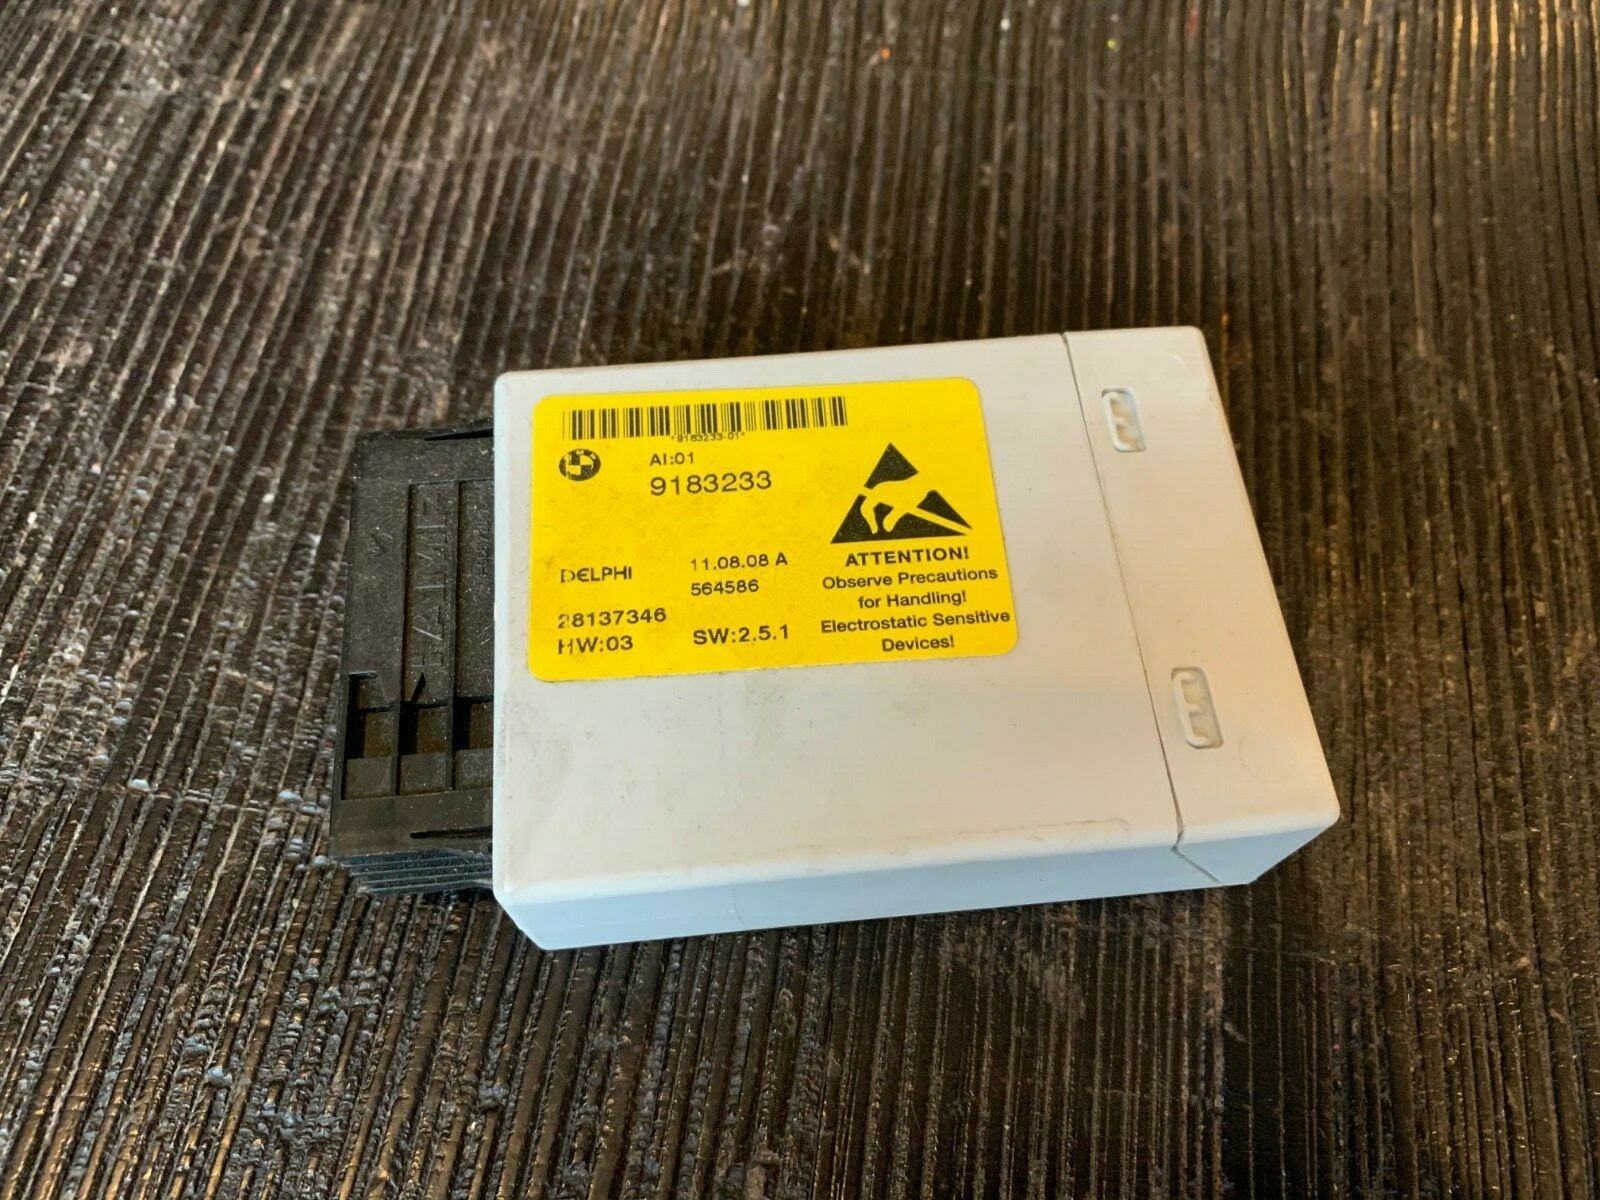 *9183233-01*
AI:01
9183233
DELPHI
11.08.08 A
564586
28137346
HW:03
SW:2.5.1
ATTENTION!
Observe Precautions
for Handling!
Electrostatic Sensitive
Devices!